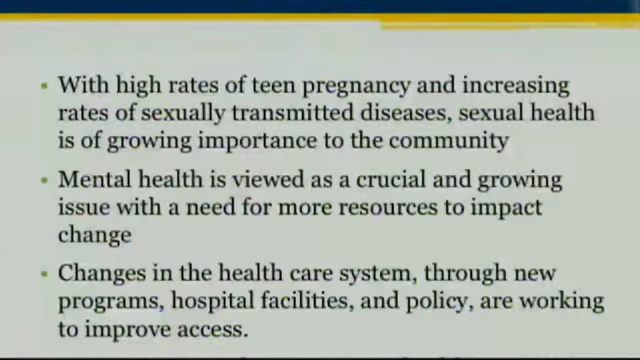 • With high rates of teen pregnancy and increasing
rates of sexually transmitted diseases, sexual health
is of growing importance to the community
• Mental health is viewed as a crucial and growing
issue with a need for more resources to impact
change
• Changes in the health care system, through new
programs, hospital facilities, and policy, are working
to improve access.